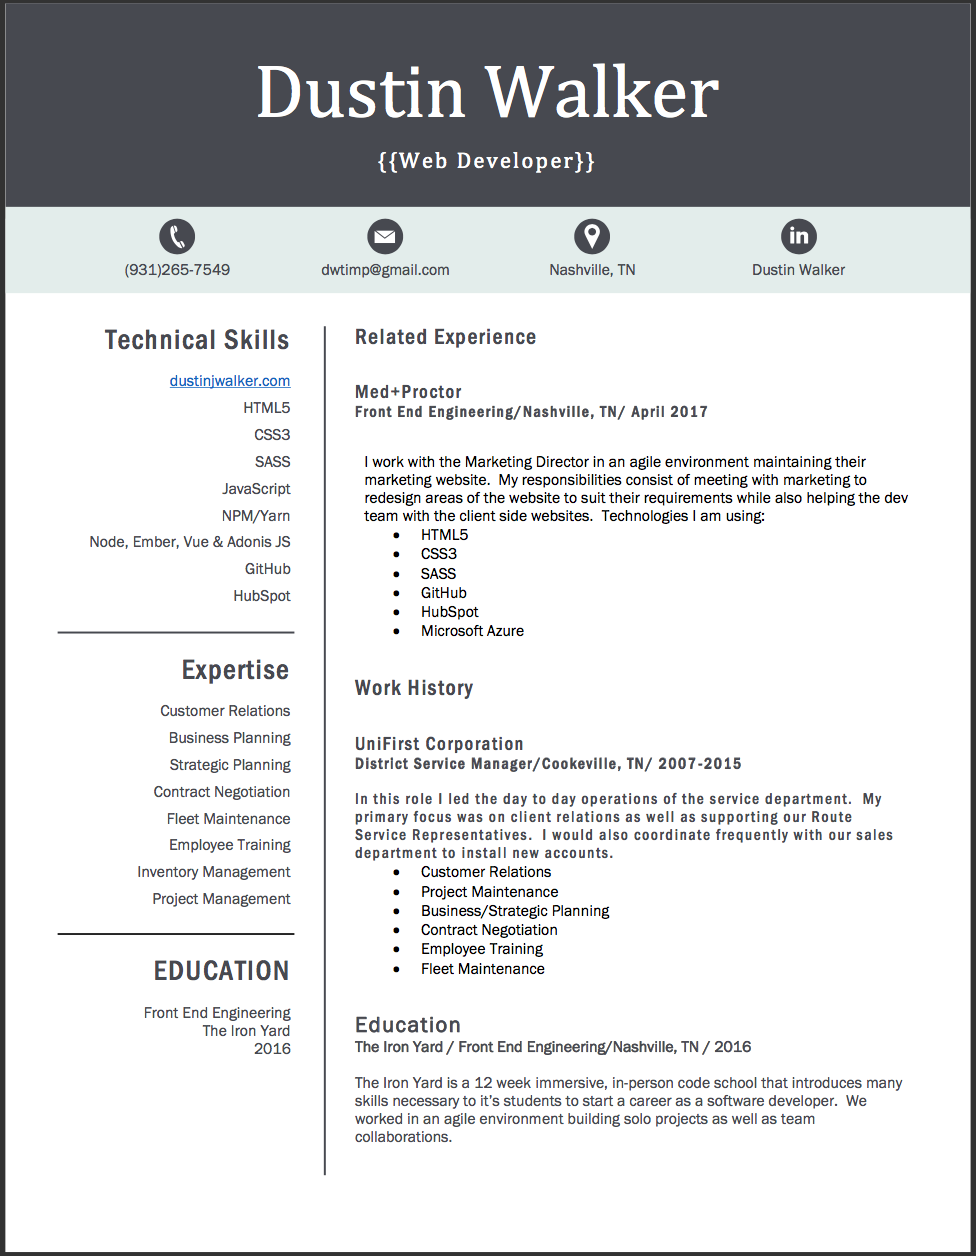 Dustin Walker
{{Web Developer}}
(931)265-7549
dwtimp@gmail.com
Nashville, TN
in
Dustin Walker
Technical Skills
dustinjwalker.com
HTML5
CSS3
SASS
JavaScript
NPM/Yarn
Node, Ember, Vue & Adonis JS
GitHub
HubSpot
Expertise
Customer Relations
Business Planning
Strategic Planning
Contract Negotiation
Fleet Maintenance
Employee Training
Inventory Management
Project Management
EDUCATION
Front End Engineering
The Iron Yard
2016
Related Experience
Med+Proctor
Front End Engineering/Nashville, TN/ April 2017
I work with the Marketing Director in an agile environment maintaining their
marketing website.  My responsibilities consist of meeting with marketing to
redesign areas of the website to suit their requirements while also helping the dev
team with the client side websites.  Technologies I am using:
• HTML5
• CSS3
• SASS
• GitHub
• HubSpot
• Microsoft Azure
Work History
UniFirst Corporation
District Service Manager/Cookeville, TN/ 2007-2015
In this role I led the day to day operations of the service department.  My
primary focus was on client relations as well as supporting our Route
Service Representatives.  I would also coordinate frequently with our sales
department to install new accounts.
• Customer Relations
• Project Maintenance
• Business/Strategic Planning
• Contract Negotiation
• Employee Training
• Fleet Maintenance
Education
The Iron Yard / Front End Engineering/Nashville, TN / 2016
The Iron Yard is a 12 week immersive, in-person code school that introduces many
skills necessary to it's students to start a career as a software developer.  We
worked in an agile environment building solo projects as well as team
collaborations.